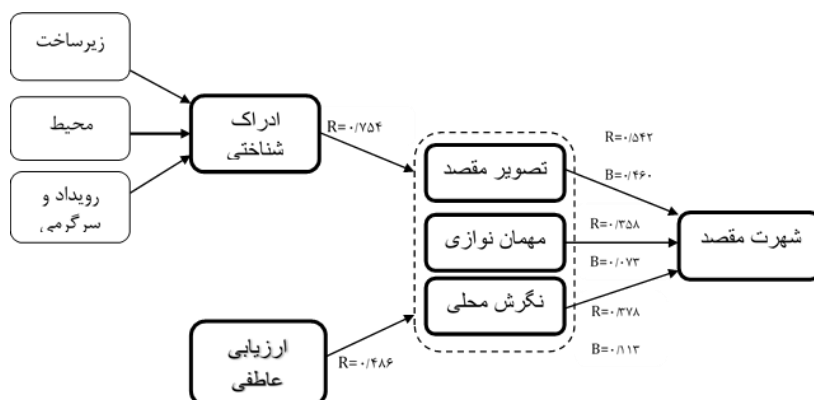 زیرساخت
محیط
رویداد و
سرگرمی
ادراک
شناختی
R=۰/۷۵۴
ارزیابی
عاطفی
R=۰/۴۸۶
تصویر مقصد
مهمان نوازی
نگرش محلی
R=۰/۵۴۲
B=۰/۴۶۰
R=۰/۳۵۸
B=۰/۰۷۳
R=۰/۳۷۸
B=۰/۱۱۳
شهرت مقصد